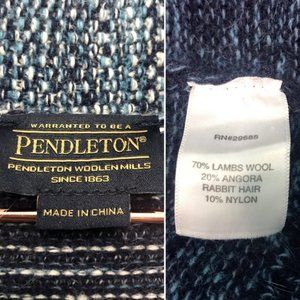 WARRANTED TO BE A
PENDLETON®
PENDLETON WOOLEN MILLS
SINCE 1863
MADE IN CHINA
RN#29685
70% LAMBS WOOL
20% ANGORA
RABBIT HAIR
10% NYLON